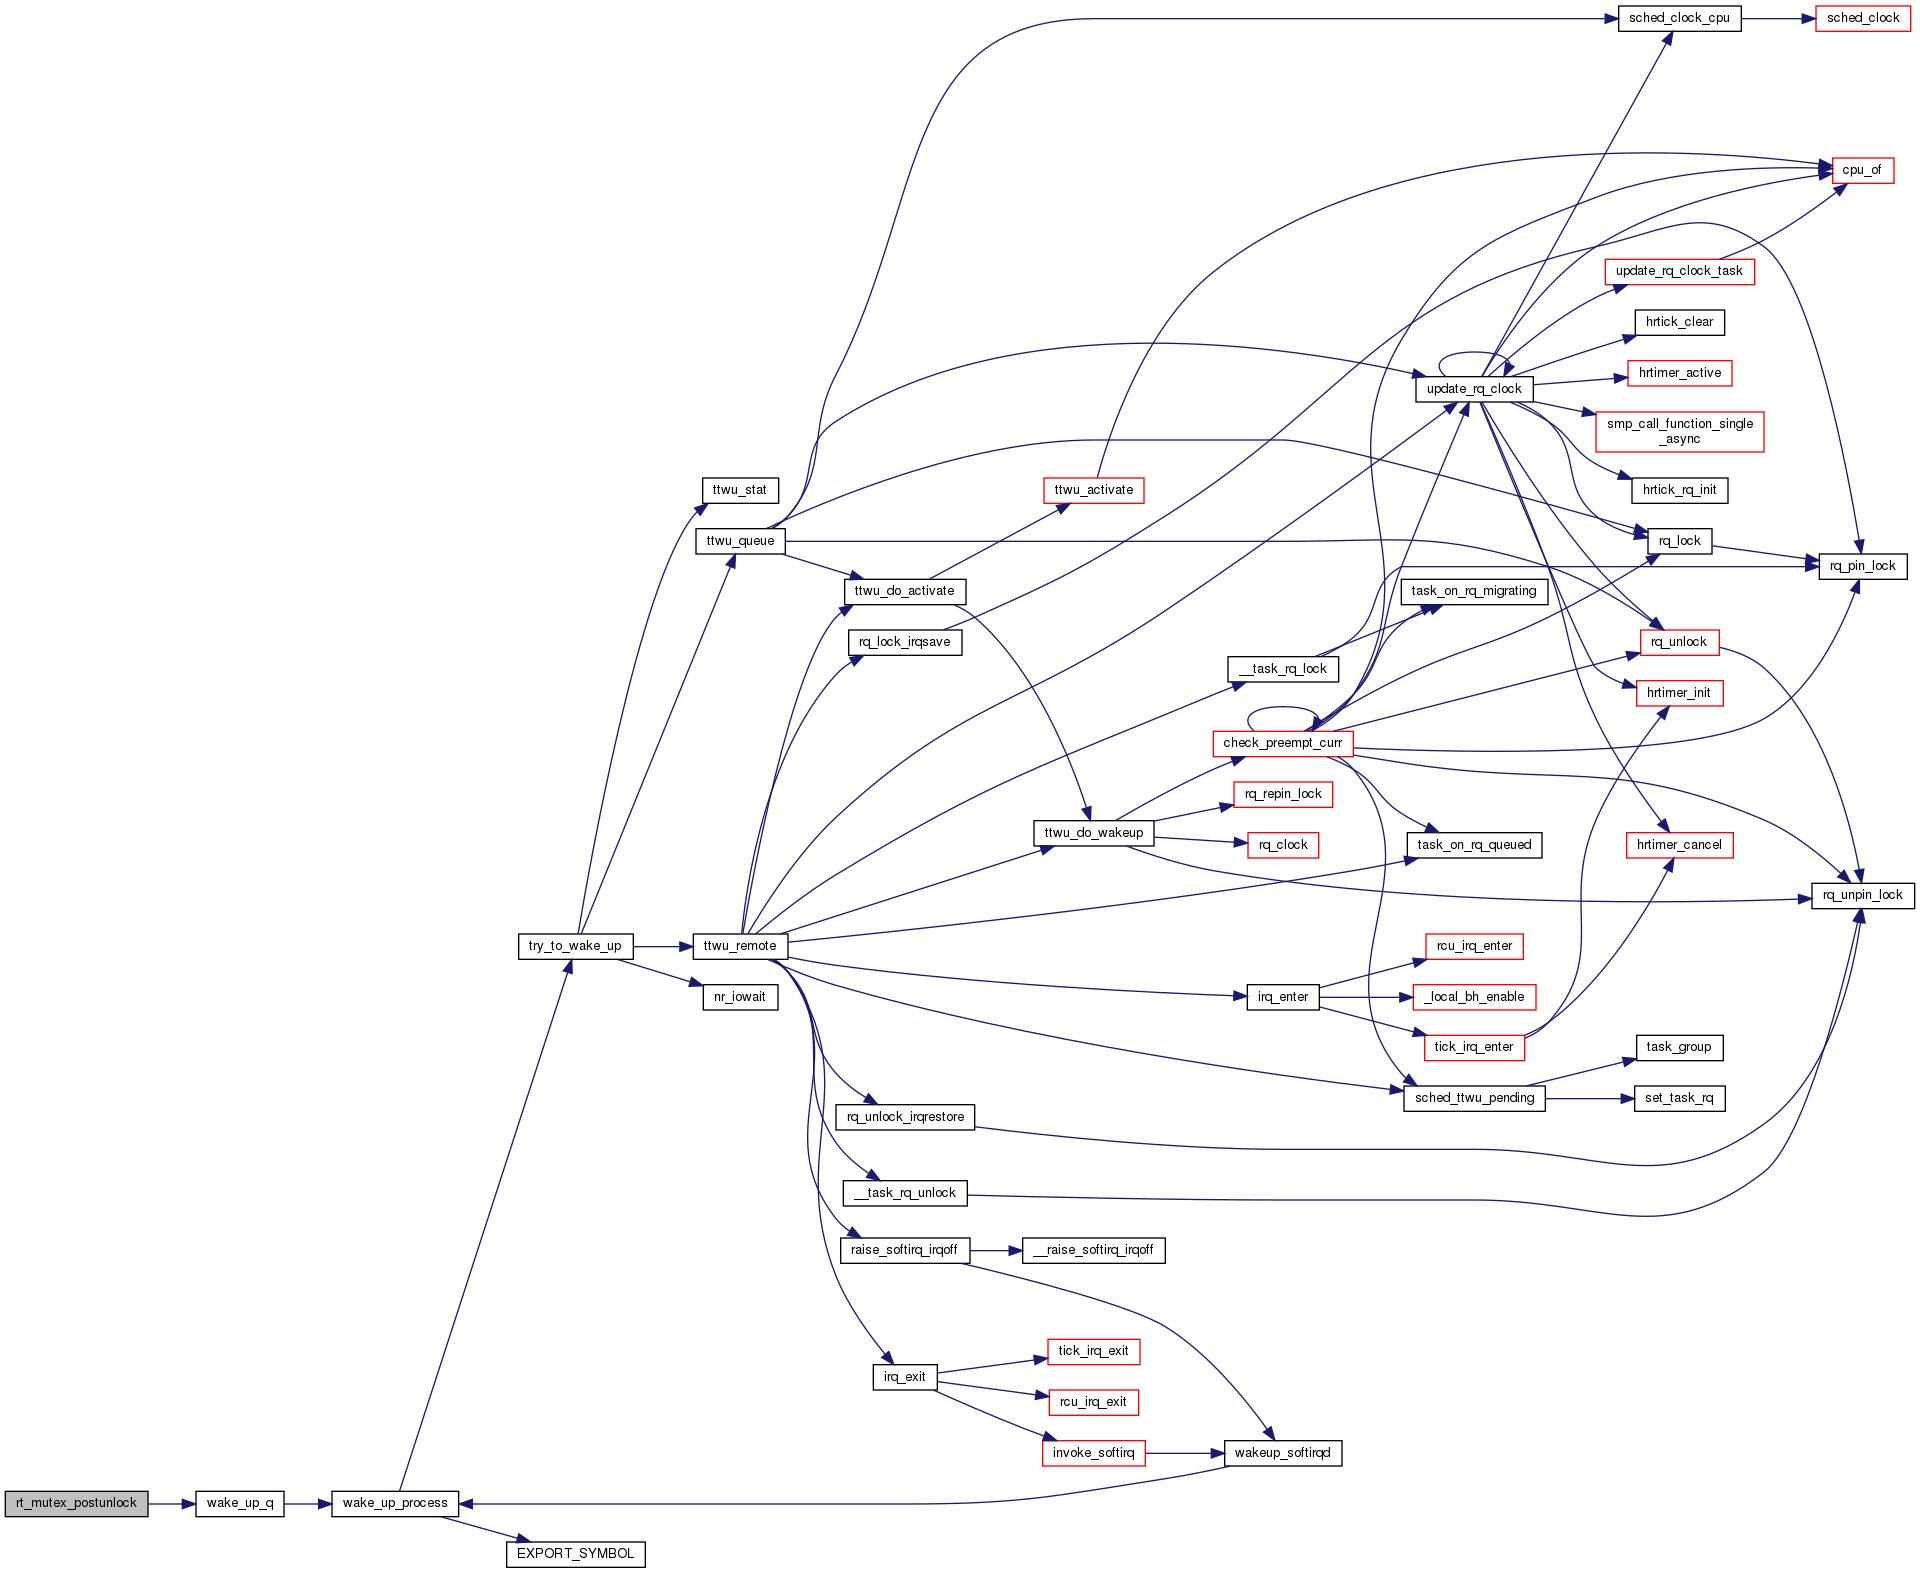 sched_clock_cpu
sched_clock
cpu_of
update_rq_clock_task
hrtick_clear
hrtimer_active
update_rq_clock
smp_call_function_single
_async
ttwu_stat
ttwu_activate
hrtick_rq_init
ttwu_queue
rq_lock
rq_pin_lock
ttwu_do_activate
task_on_rq_migrating
rq_lock_irqsave
rq_unlock
__task_rq_lock
hrtimer_init
check_preempt_curr
rq_repin_lock
ttwu_do_wakeup
rq_clock
task_on_rq_queued
hrtimer_cancel
rq_unpin_lock
try_to_wake_up
ttwu_remote
rcu_irq_enter
nr_iowait
irq_enter
_local_bh_enable
tick_irq_enter
task_group
sched_ttwu_pending
set_task_rq
rq_unlock_irqrestore
__task_rq_unlock
raise_softirq_irqoff
__raise_softirq_irqoff
tick_irq_exit
irq_exit
rcu_irq_exit
invoke_softirq
wakeup_softirqd
rt_mutex_postunlock
wake_up_q
wake_up_process
EXPORT_SYMBOL